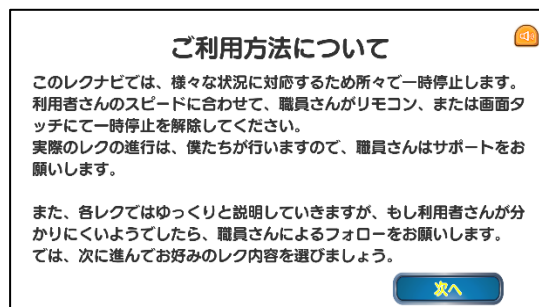 ご利用方法について
このレクナビでは、様々な状況に対応するため所々で一時停止します。
利用者さんのスピードに合わせて、職員さんがリモコン、または画面タ
ッチにて一時停止を解除してください。
実際のレクの進行は、僕たちが行いますので、職員さんはサポートをお
願いします。
また、各レクではゆっくりと説明していきますが、もし利用者さんが分
かりにくいようでしたら、職員さんによるフォローをお願いします。
では、次に進んでお好みのレク内容を選びましょう。
次へ